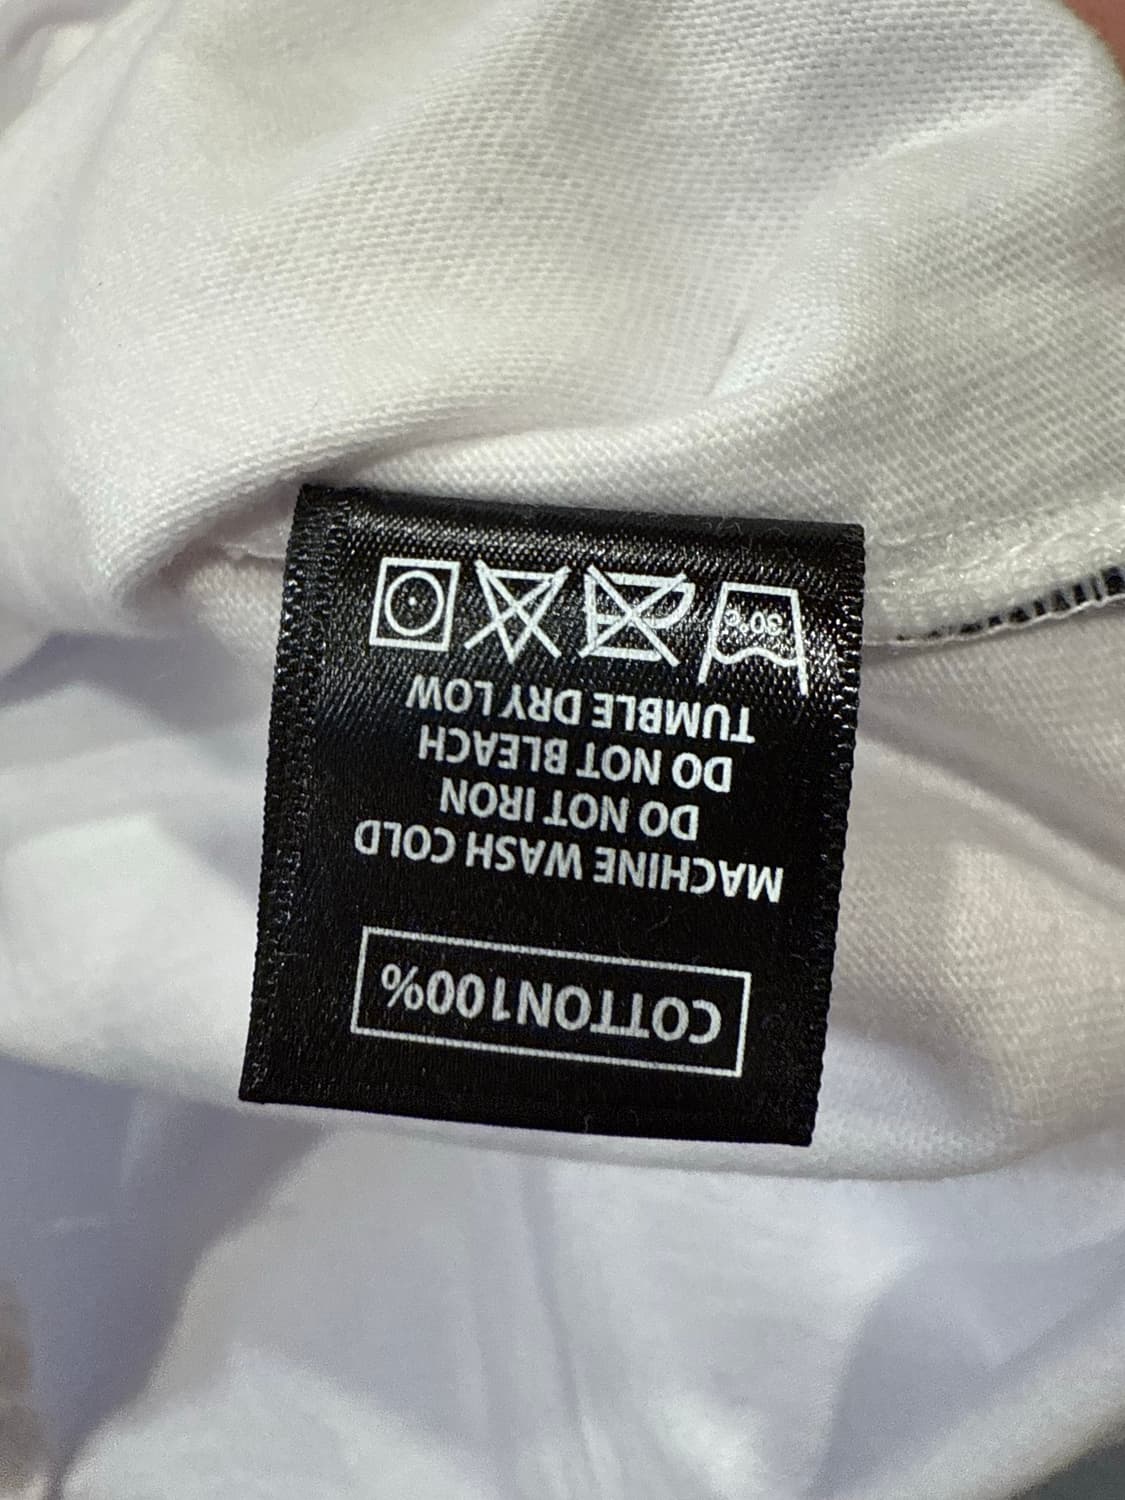 COTTON100%
MACHINE WASH COLD
DO NOT IRON
DO NOT BLEACH
TUMBLE DRY LOW
30°C